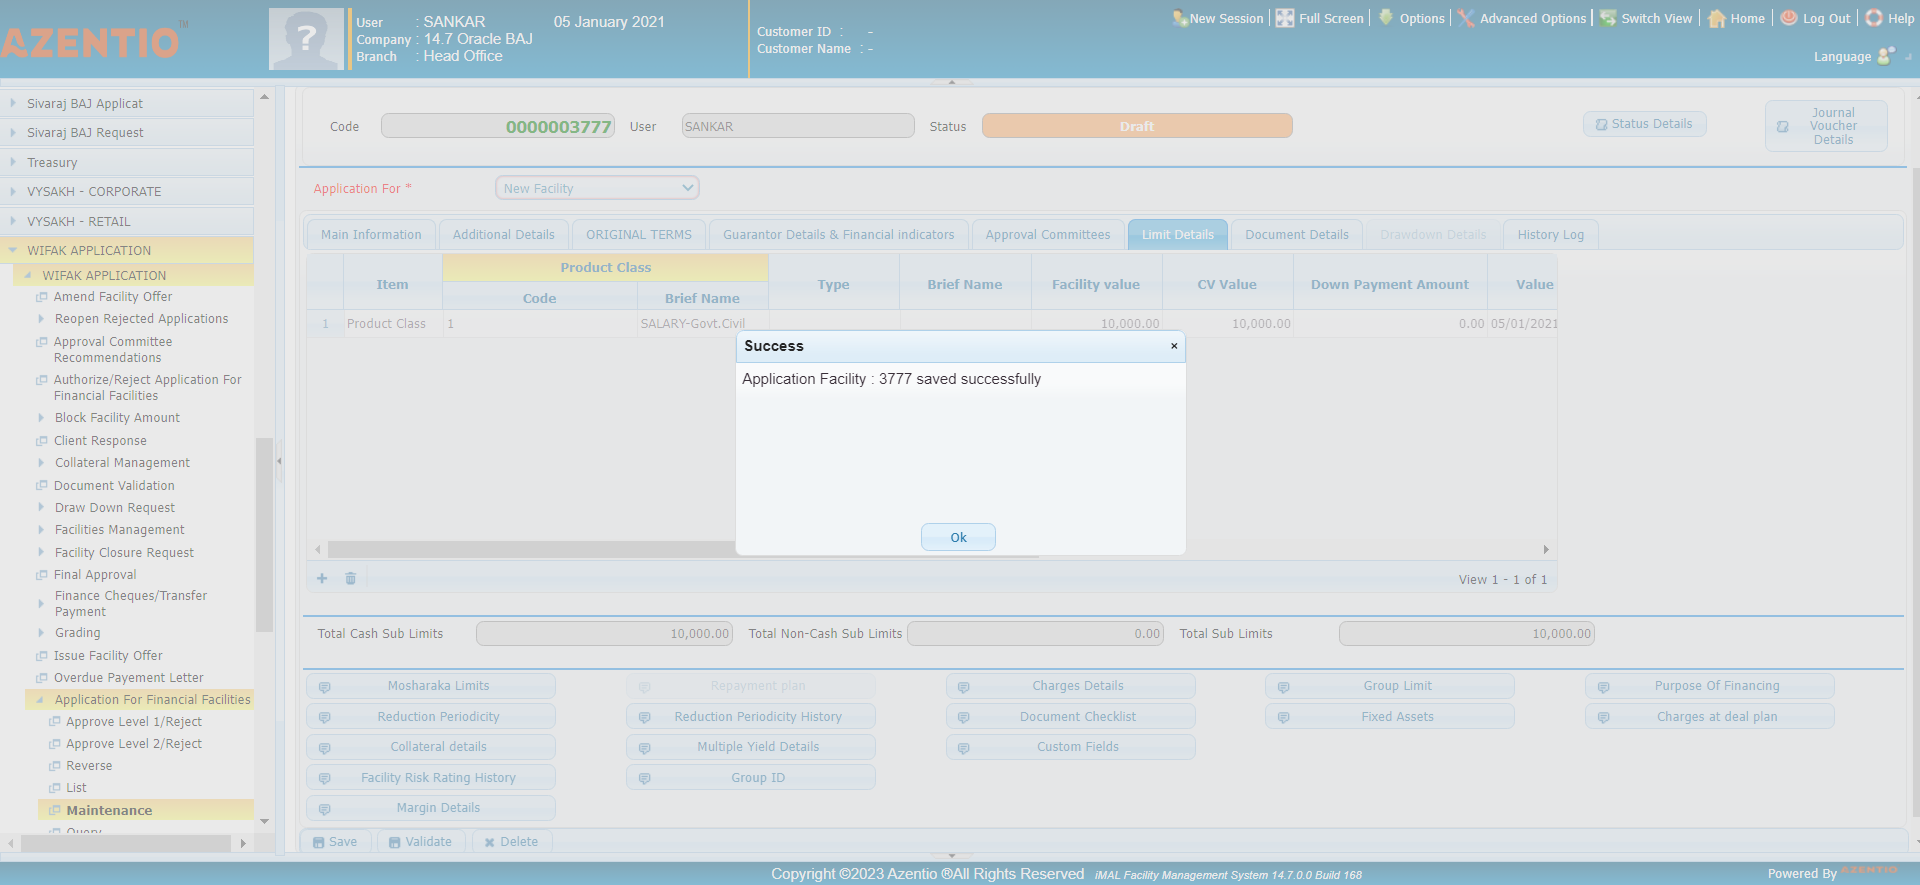 AZENTIO™
User : SANKAR 05 January 2021
Company : 14.7 Oracle BAJ
Branch : Head Office
Customer ID : -
Customer Name : -
New Session
Full Screen
Options
Advanced Options
Switch View
Home
Log Out
Help
Language
Sivaraj BAJ Applicat
Sivaraj BAJ Request
Treasury
VYSAKH - CORPORATE
VYSAKH - RETAIL
WIFAK APPLICATION
WIFAK APPLICATION
Amend Facility Offer
Reopen Rejected Applications
Approval Committee
Recommendations
Authorize/Reject Application For
Financial Facilities
Block Facility Amount
Client Response
Collateral Management
Document Validation
Draw Down Request
Facilities Management
Facility Closure Request
Final Approval
Finance Cheques/Transfer
Payment
Grading
Issue Facility Offer
Overdue Payement Letter
Application For Financial Facilities
Approve Level 1/Reject
Approve Level 2/Reject
Reverse
List
Maintenance
Query
Code 0000003777 User SANKAR Status Draft
Status Details
Journal
Voucher
Details
Application For * New Facility
Main Information
Additional Details
ORIGINAL TERMS
Guarantor Details & Financial indicators
Approval Committees
Limit Details
Document Details
Drawdown Details
History Log
Item
Product Class
Code
Brief Name
Type
Brief Name
Facility value
CV Value
Down Payment Amount
Value
1 Product Class 1 SALARY-Govt.Civil 10,000.00 10,000.00 0.00 05/01/2021
Success ×
Application Facility : 3777 saved successfully
Ok
View 1 - 1 of 1
Total Cash Sub Limits 10,000.00 Total Non-Cash Sub Limits 0.00 Total Sub Limits 10,000.00
Mosharaka Limits
Repayment plan
Charges Details
Group Limit
Purpose Of Financing
Reduction Periodicity
Reduction Periodicity History
Document Checklist
Fixed Assets
Charges at deal plan
Collateral details
Multiple Yield Details
Custom Fields
Facility Risk Rating History
Group ID
Margin Details
Save
Validate
Delete
Copyright ©2023 Azentio ®All Rights Reserved iMAL Facility Management System 14.7.0.0 Build 168
Powered By AZENTIO